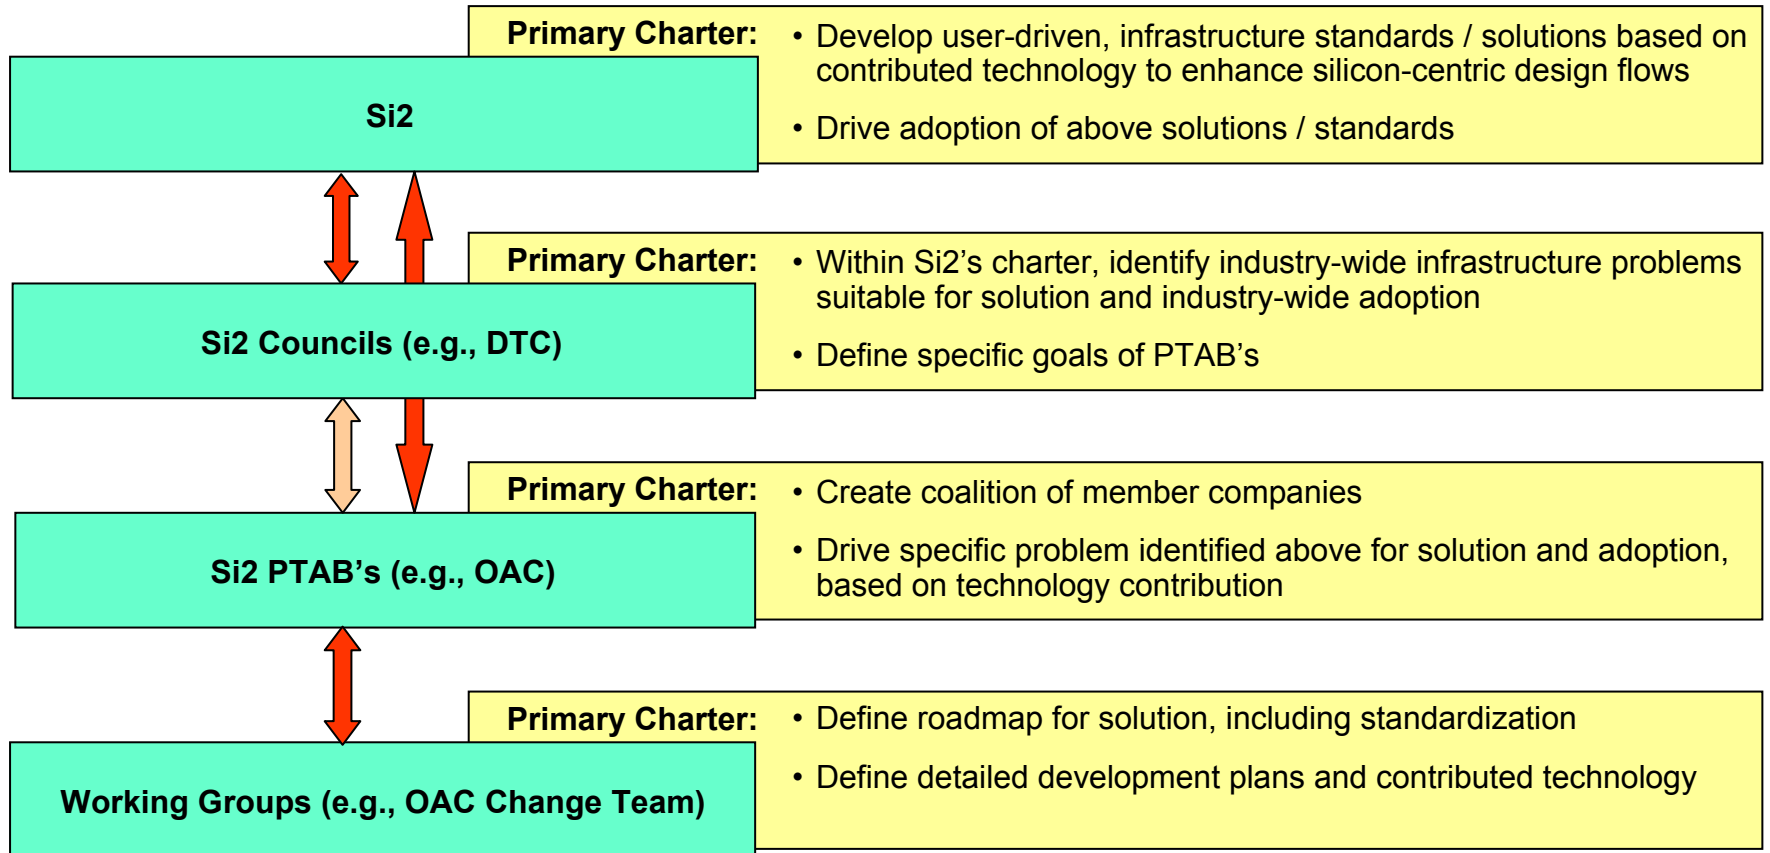 Primary Charter:
• Develop user-driven, infrastructure standards / solutions based on
contributed technology to enhance silicon-centric design flows
• Drive adoption of above solutions / standards
Si2
Primary Charter:
• Within Si2’s charter, identify industry-wide infrastructure problems
suitable for solution and industry-wide adoption
• Define specific goals of PTAB’s
Si2 Councils (e.g., DTC)
Primary Charter:
• Create coalition of member companies
• Drive specific problem identified above for solution and adoption,
based on technology contribution
Si2 PTAB’s (e.g., OAC)
Primary Charter:
• Define roadmap for solution, including standardization
• Define detailed development plans and contributed technology
Working Groups (e.g., OAC Change Team)